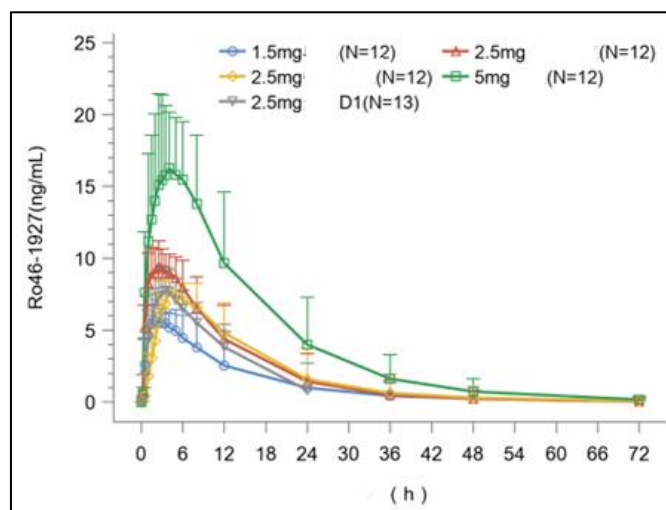 25
20
15
10
5
0
Ro46-1927(ng/mL)
1.5mg (N=12)
2.5mg (N=12)
2.5mg (N=12)
5mg (N=12)
2.5mg D1(N=13)
0 6 12 18 24 30 36 42 48 54 60 66 72
( h )